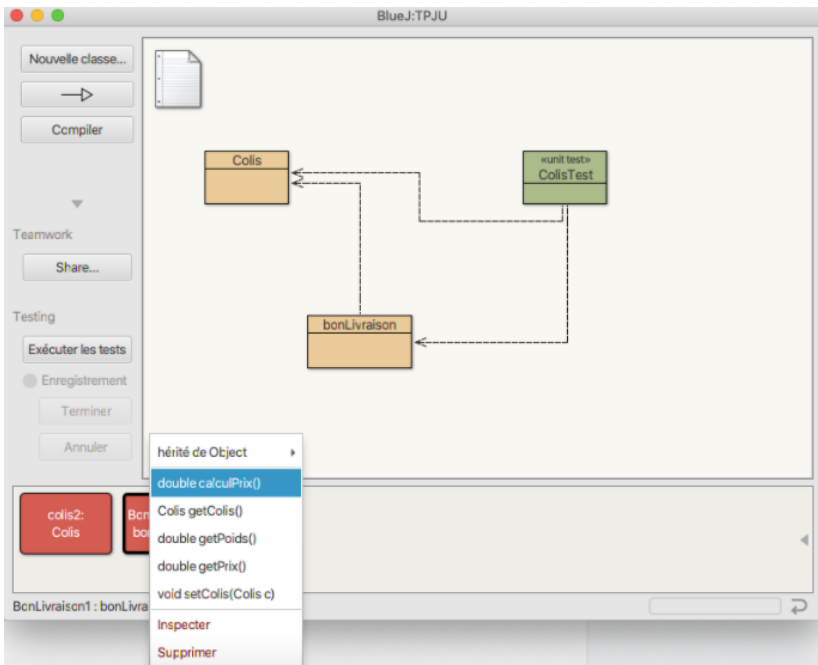 BlueJ:TPJU
Nouvelle classe...
Compiler
Teamwork
Share...
Testing
Exécuter les tests
Enregistrement
Terminer
Annuler
Colis
«unit test»
ColisTest
bonLivraison
colis2:
Colis
hérité de Object
double calculPrix()
Colis getColis()
double getPoids()
double getPrix()
void setColis(Colis c)
Inspecter
Supprimer
BonLivraison1 : bonLivra